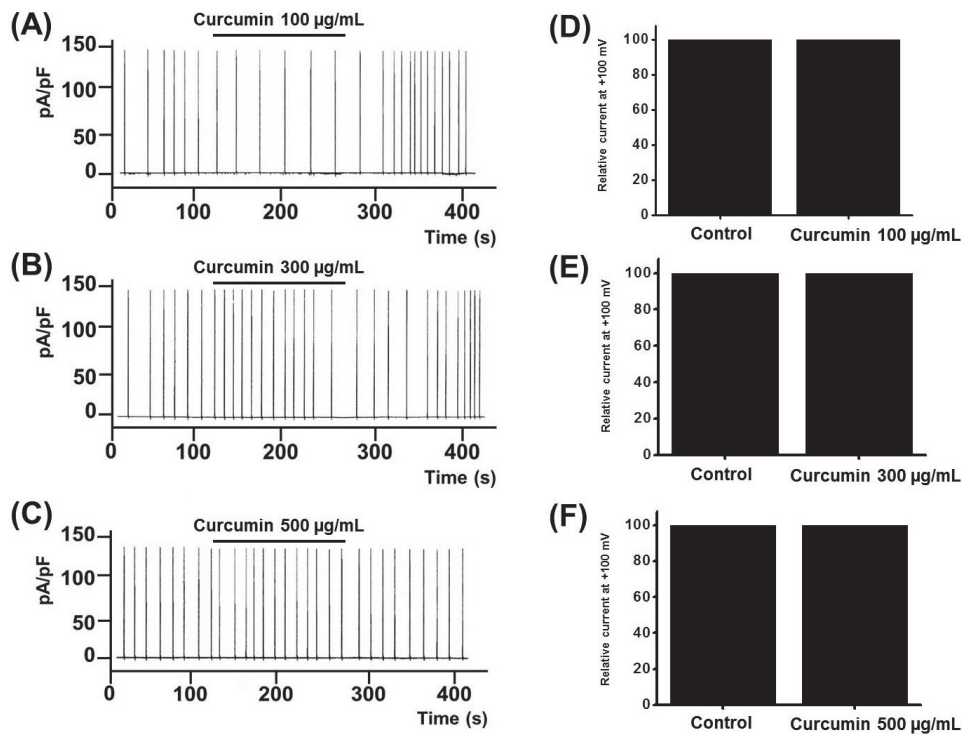 (A)
Curcumin 100 µg/mL
pA/pF
150
100
50
0
0 100 200 300 400
Time (s)
(D)
Relative current at +100 mV
100
80
60
40
20
0
Control Curcumin 100 µg/mL
(B)
Curcumin 300 µg/mL
pA/pF
150
100
50
0
0 100 200 300 400
Time (s)
(E)
Relative current at +100 mV
100
80
60
40
20
0
Control Curcumin 300 µg/mL
(C)
Curcumin 500 µg/mL
pA/pF
150
100
50
0
0 100 200 300 400
Time (s)
(F)
Relative current at +100 mV
100
80
60
40
20
0
Control Curcumin 500 µg/mL